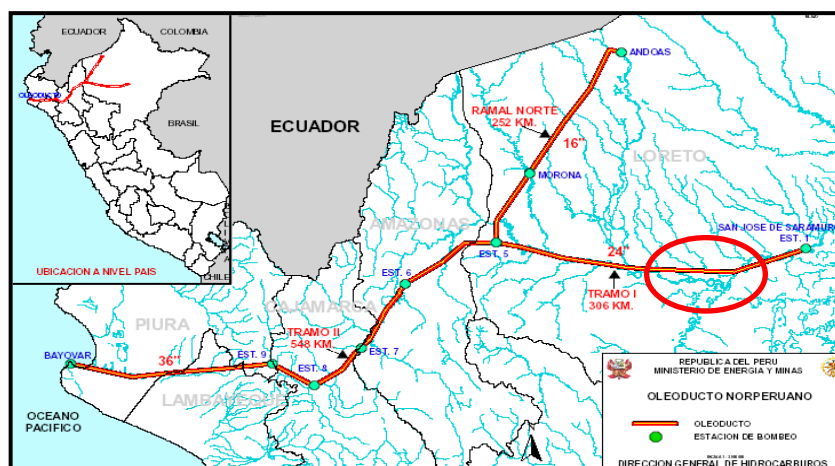 ECUADOR
COLOMBIA
OLEODUCTO
BRASIL
CHILE
UBICACION A NIVEL PAIS
ECUADOR
ANDOAS
RAMAL NORTE
252 KM.
16"
LORETO
MORONA
AMAZONAS
SAN JOSE DE SARAMURO
EST. 1
EST. 5
24"
TRAMO I
306 KM.
EST. 6
CAJAMARCA
TRAMO II
548 KM.
EST. 7
PIURA
BAYOVAR
36"
EST. 9
EST. 8
LAMBAYEQUE
OCEANO
PACIFICO
REPUBLICA DEL PERU
MINISTERIO DE ENERGIA Y MINAS
OLEODUCTO NORPERUANO
OLEODUCTO
ESTACION DE BOMBEO
DIRECCION GENERAL DE HIDROCARBUROS